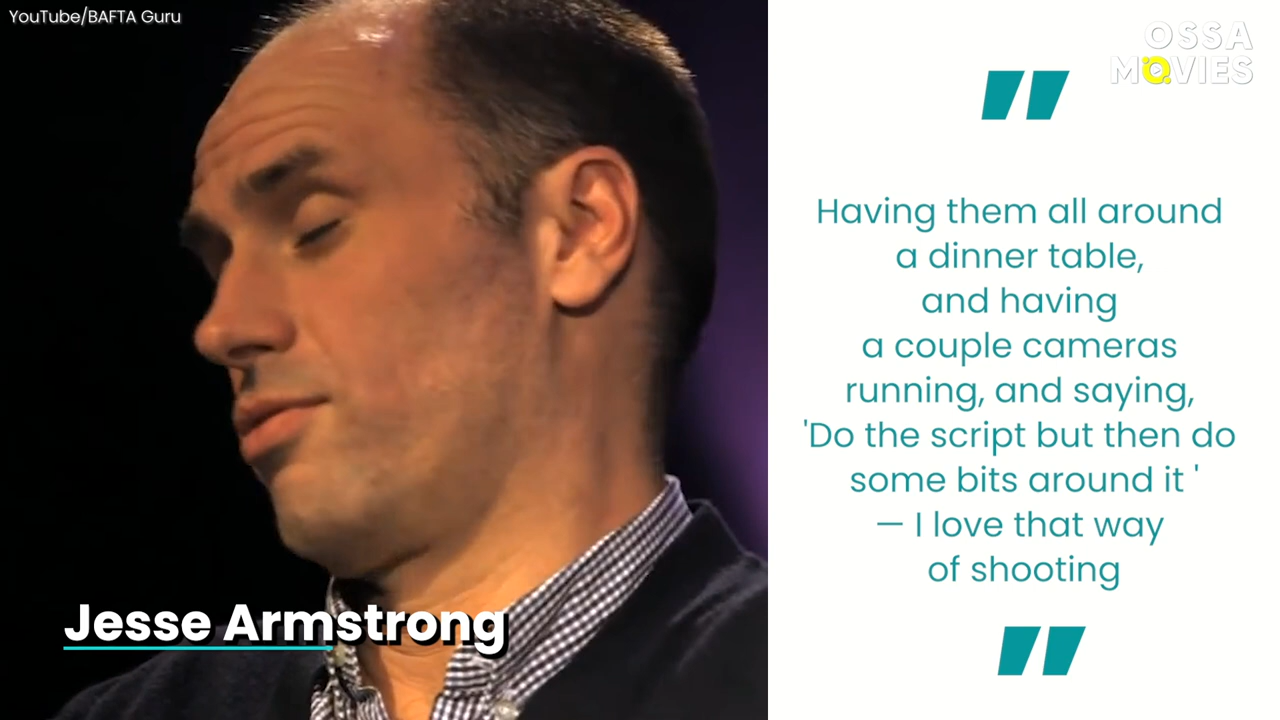 YouTube/BAFTA Guru
OSSA
MOVIES
"
Having them all around
a dinner table,
and having
a couple cameras
running, and saying,
'Do the script but then do
some bits around it '
— I love that way
of shooting
"
Jesse Armstrong